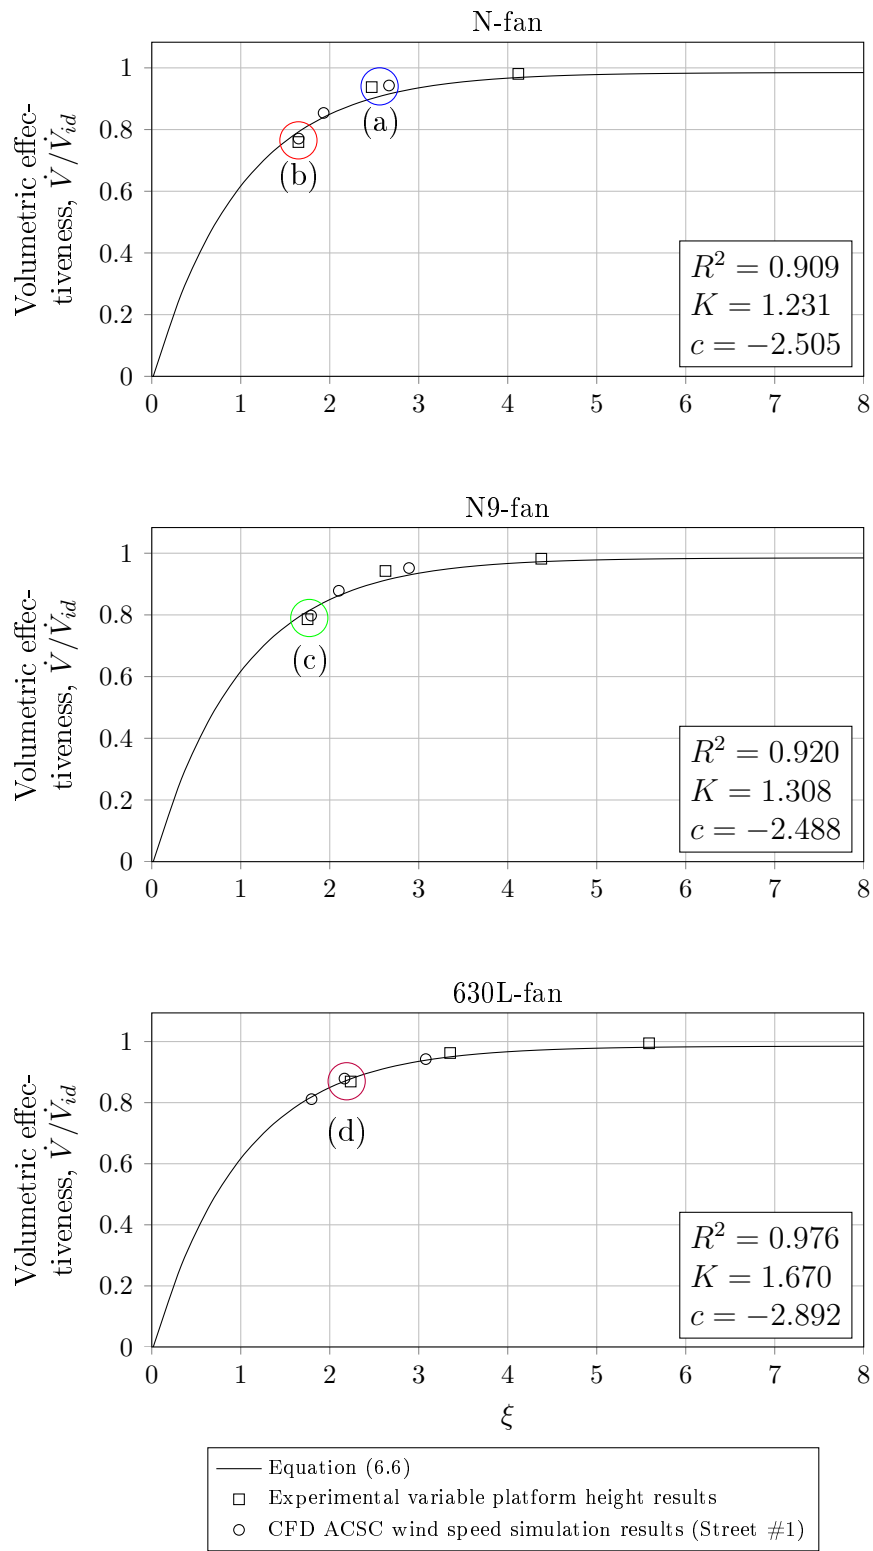 N-fan
Volumetric effec-
tiveness, V̇/V̇id
1
0.8
0.6
0.4
0.2
0
(a)
(b)
R² = 0.909
K = 1.231
c = −2.505
0 1 2 3 4 5 6 7 8
N9-fan
Volumetric effec-
tiveness, V̇/V̇id
1
0.8
0.6
0.4
0.2
0
(c)
R² = 0.920
K = 1.308
c = −2.488
0 1 2 3 4 5 6 7 8
630L-fan
Volumetric effec-
tiveness, V̇/V̇id
1
0.8
0.6
0.4
0.2
0
(d)
R² = 0.976
K = 1.670
c = −2.892
0 1 2 3 4 5 6 7 8
ξ
Equation (6.6)
Experimental variable platform height results
CFD ACSC wind speed simulation results (Street #1)